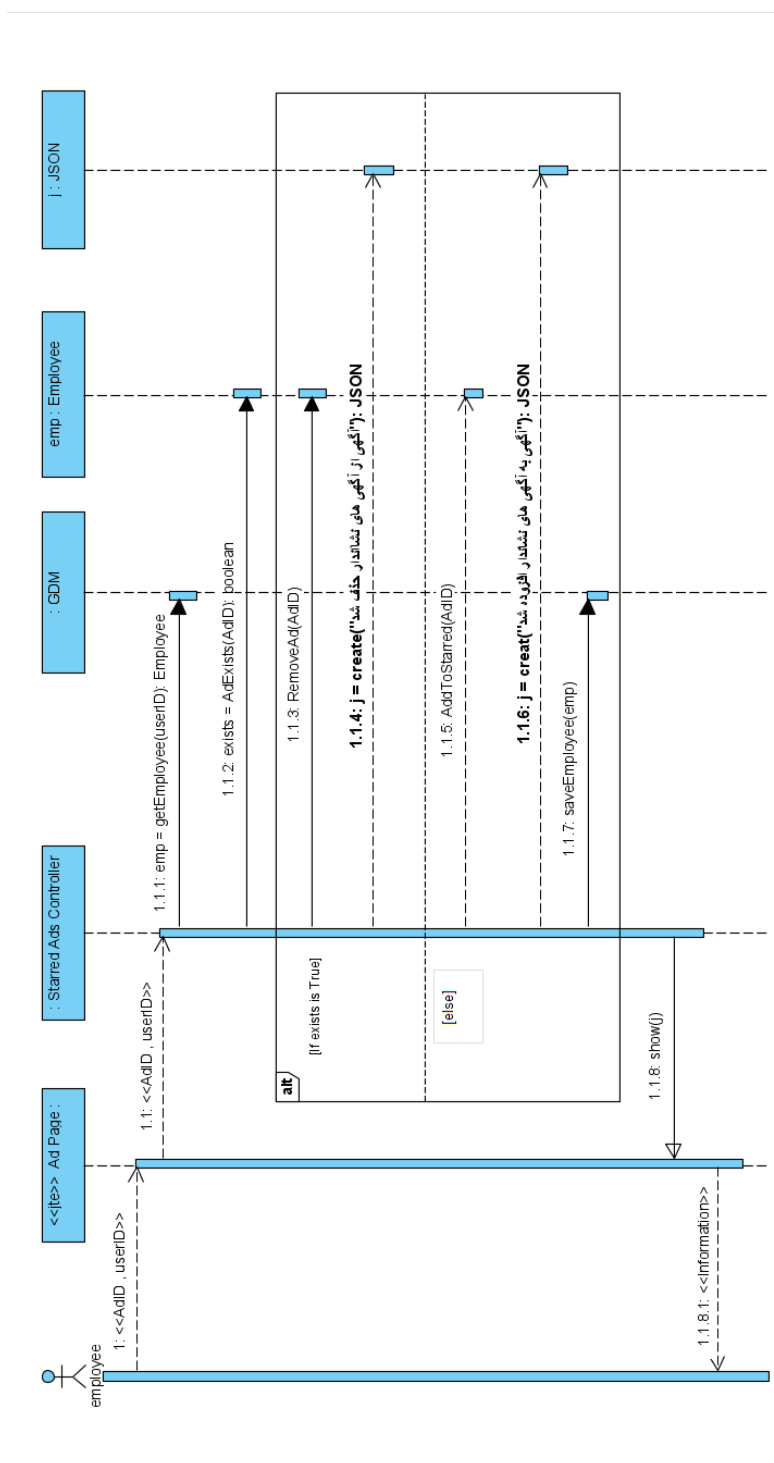 employee
<<jte>> Ad Page :
: Starred Ads Controller
: GDM
emp : Employee
j : JSON
1: <<AdID , userID>>
1.1: <<AdID , userID>>
1.1.1: emp = getEmployee(userID): Employee
1.1.2: exists = AdExists(AdID): boolean
alt
[If exists is True]
1.1.3: RemoveAd(AdID)
1.1.4: j = create("آگهی از آگهی های نشاندار حذف شد"): JSON
[else]
1.1.5: AddToStarred(AdID)
1.1.6: j = creat("آگهی به آگهی های نشاندار افزوده شد"): JSON
1.1.7: saveEmployee(emp)
1.1.8: show(j)
1.1.8.1: <<Information>>